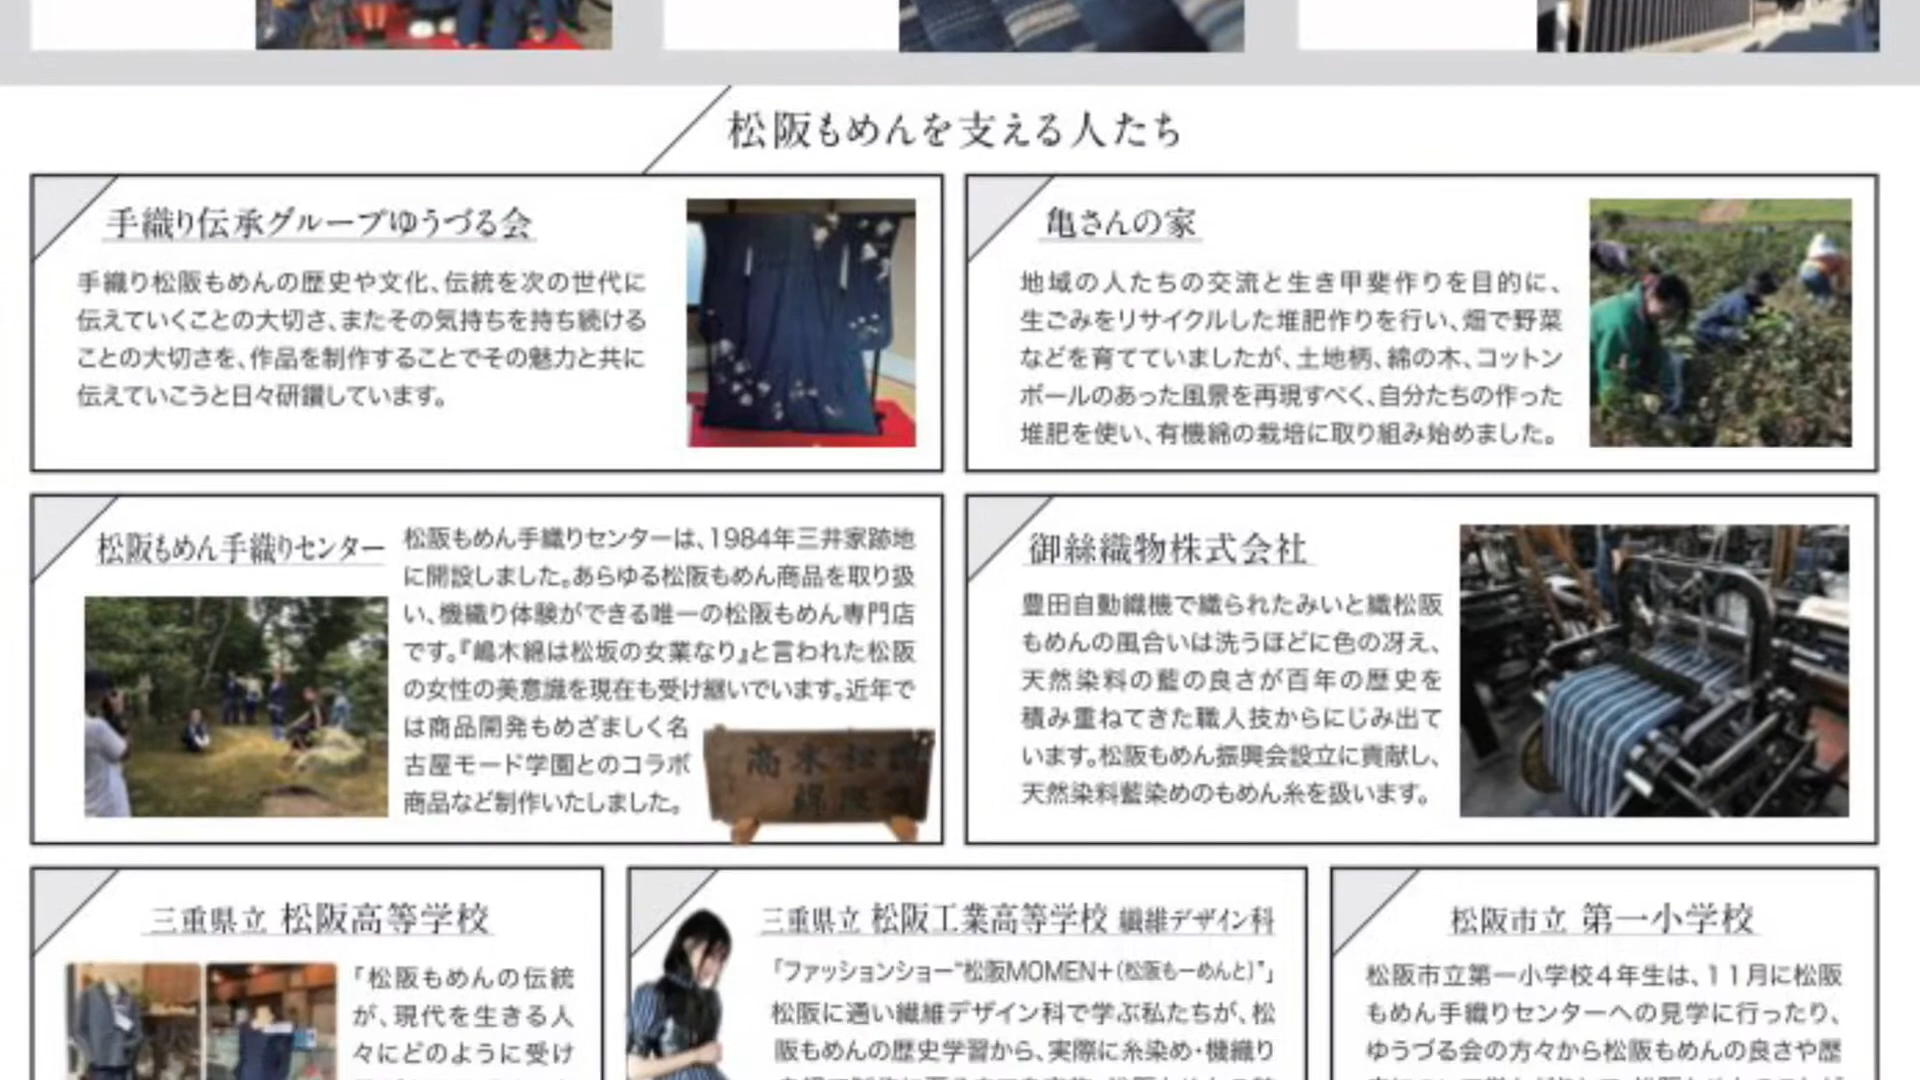 松阪もめんを支える人たち
手織り伝承グループゆうづる会
手織り松阪もめんの歴史や文化、伝統を次の世代に
伝えていくことの大切さ、またその気持ちを持ち続ける
ことの大切さを、作品を制作することでその魅力と共に
伝えていこうと日々研鑽しています。
亀さんの家
地域の人たちの交流と生き甲斐作りを目的に、
生ごみをリサイクルした堆肥作りを行い、畑で野菜
などを育てていましたが、土地柄、綿の木、コットン
ボールのあった風景を再現すべく、自分たちの作った
堆肥を使い、有機綿の栽培に取り組み始めました。
松阪もめん手織りセンター
松阪もめん手織りセンターは、1984年三井家跡地
に開設しました。あらゆる松阪もめん商品を取り扱
い、機織り体験ができる唯一の松阪もめん専門店
です。『嶋木綿は松坂の女業なり』と言われた松阪
の女性の美意識を現在も受け継いでいます。近年で
は商品開発もめざましく名
古屋モード学園とのコラボ
商品など制作いたしました。
御絲織物株式会社
豊田自動織機で織られたみいと織松阪
もめんの風合いは洗うほどに色の冴え、
天然染料の藍の良さが百年の歴史を
積み重ねてきた職人技からにじみ出て
います。松阪もめん振興会設立に貢献し、
天然染料藍染めのもめん糸を扱います。
三重県立 松阪高等学校
「松阪もめんの伝統
が、現代を生きる人
々にどのように受け
三重県立 松阪工業高等学校 繊維デザイン科
「ファッションショー“松阪MOMEN+（松阪もーめんと）”」
松阪に通い繊維デザイン科で学ぶ私たちが、松
阪もめんの歴史学習から、実際に糸染め・機織り
松阪市立 第一小学校
松阪市立第一小学校４年生は、１１月に松阪
もめん手織りセンターへの見学に行ったり、
ゆうづる会の方々から松阪もめんの良さや歴